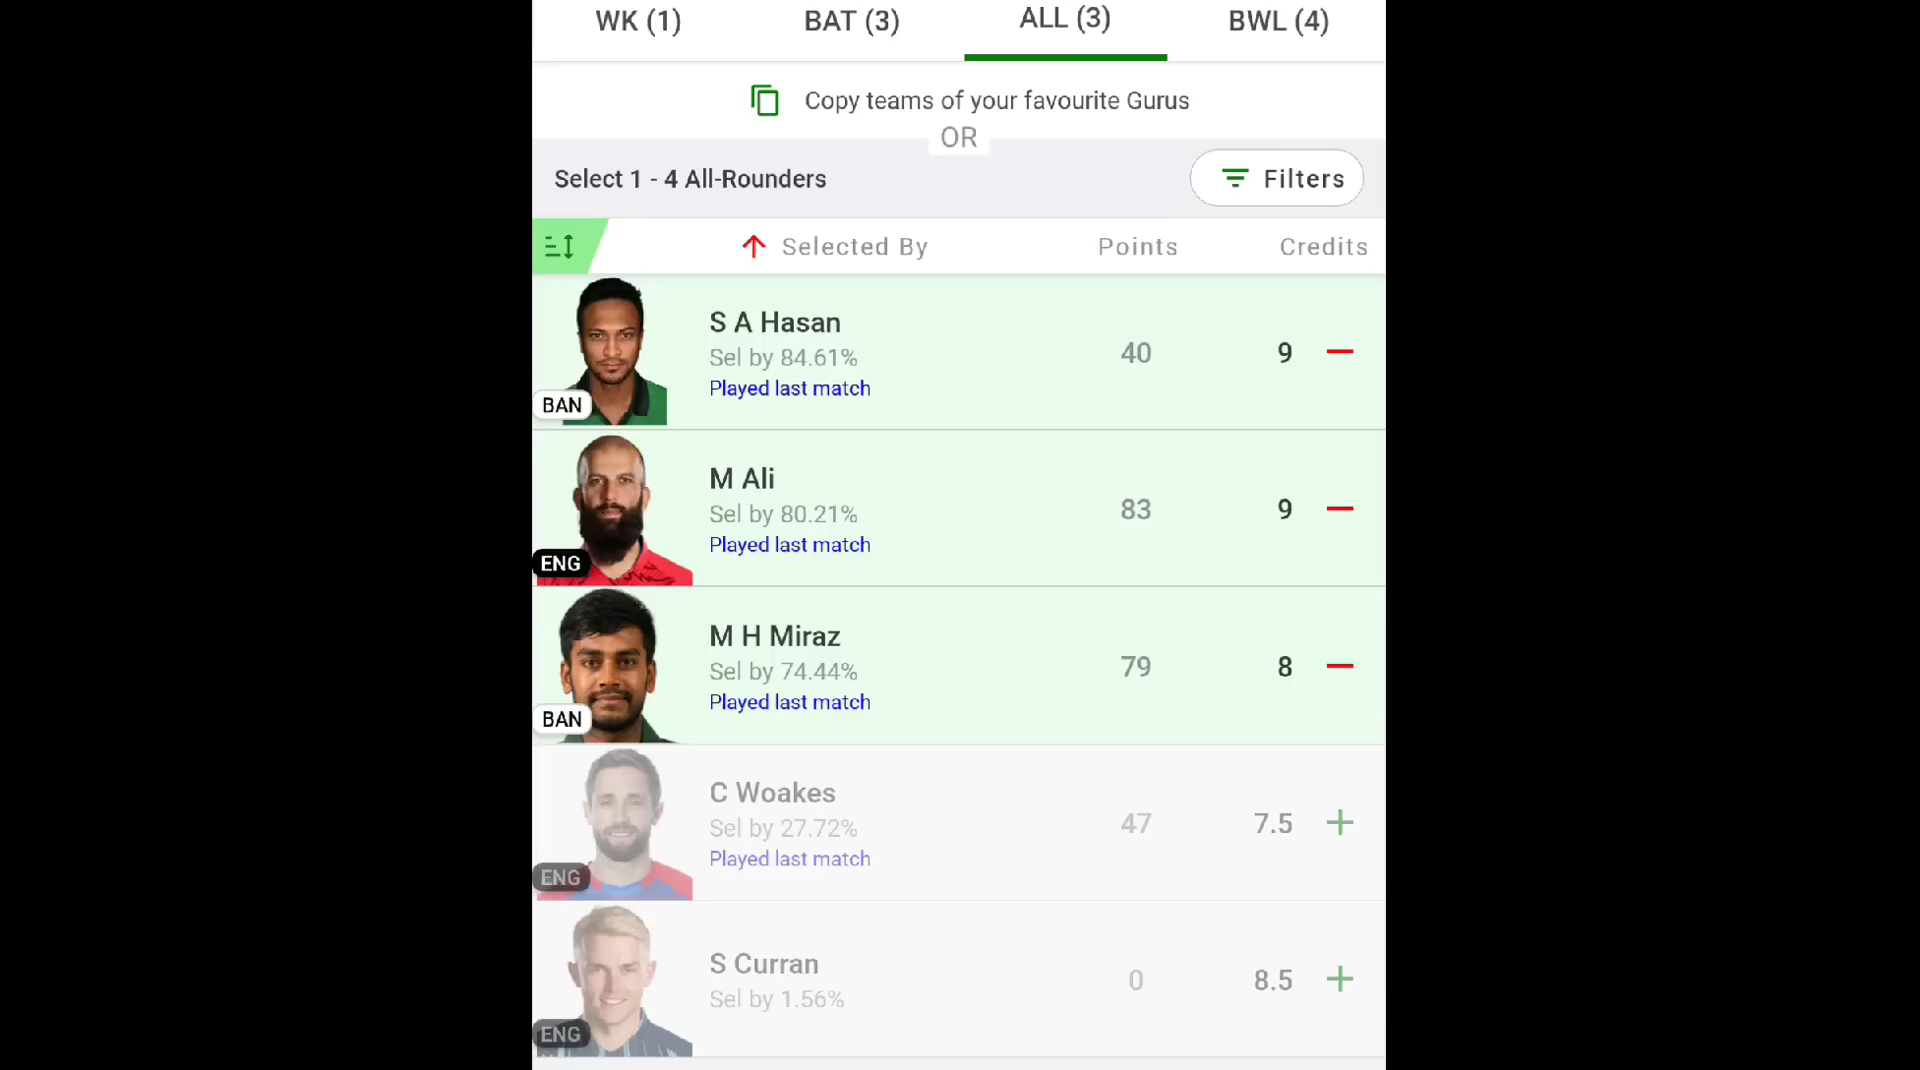 WK (1) BAT (3) ALL (3) BWL (4)
Copy teams of your favourite Gurus
OR
Select 1 - 4 All-Rounders Filters
Selected By Points Credits
S A Hasan
Sel by 84.61% 40 9
Played last match
BAN
M Ali
Sel by 80.21% 83 9
Played last match
ENG
M H Miraz
Sel by 74.44% 79 8
Played last match
BAN
C Woakes
Sel by 27.72% 47 7.5
Played last match
ENG
S Curran
Sel by 1.56% 0 8.5
ENG